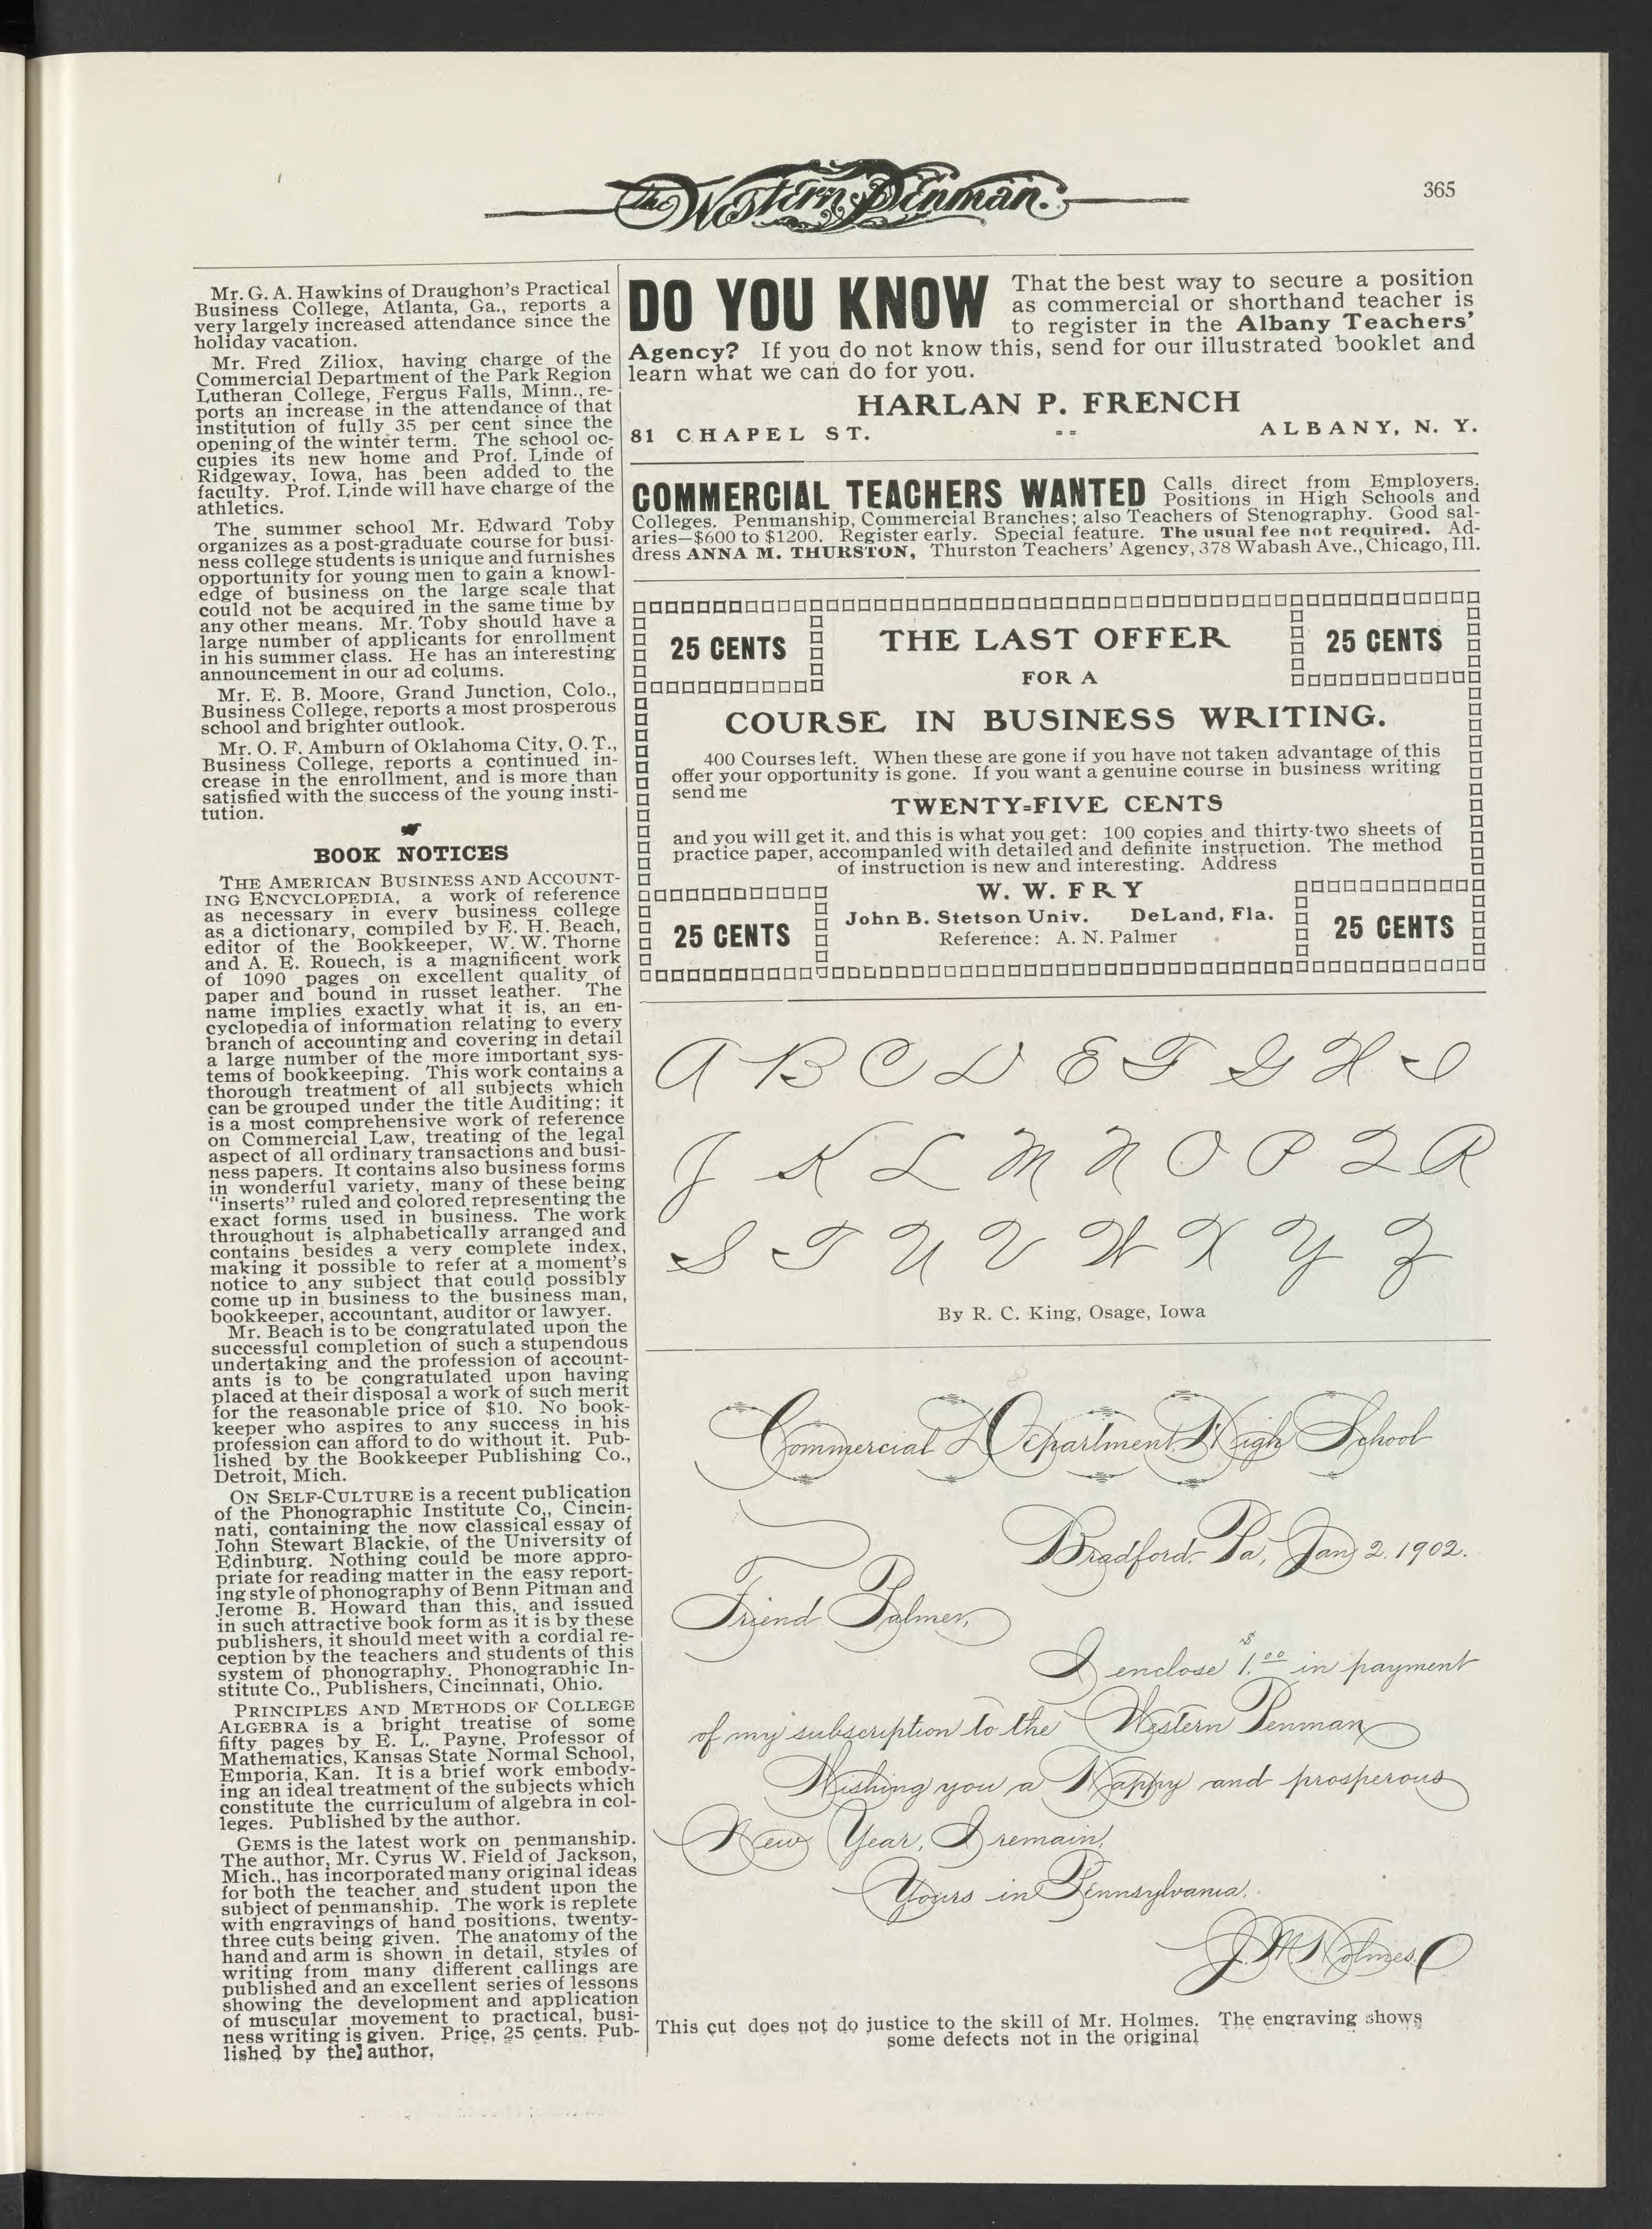 The Western Penman.
365
Mr. G. A. Hawkins of Draughon's Practical
Business College, Atlanta, Ga., reports a
very largely increased attendance since the
holiday vacation.
Mr. Fred Ziliox, having charge of the
Commercial Department of the Park Region
Lutheran College, Fergus Falls, Minn., re-
ports an increase in the attendance of that
institution of fully 35 per cent since the
opening of the winter term. The school oc-
cupies its new home and Prof. Linde of
Ridgeway, Iowa, has been added to the
faculty. Prof. Linde will have charge of the
athletics.
The summer school Mr. Edward Toby
organizes as a post-graduate course for busi-
ness college students is unique and furnishes
opportunity for young men to gain a knowl-
edge of business on the large scale that
could not be acquired in the same time by
any other means. Mr. Toby should have a
large number of applicants for enrollment
in his summer class. He has an interesting
announcement in our ad colums.
Mr. E. B. Moore, Grand Junction, Colo.,
Business College, reports a most prosperous
school and brighter outlook.
Mr. O. F. Amburn of Oklahoma City, O. T.,
Business College, reports a continued in-
crease in the enrollment, and is more than
satisfied with the success of the young insti-
tution.
BOOK NOTICES
THE AMERICAN BUSINESS AND ACCOUNT-
ING ENCYCLOPEDIA, a work of reference
as necessary in every business college
as a dictionary, compiled by E. H. Beach,
editor of the Bookkeeper, W. W. Thorne
and A. E. Rouech, is a magnificent work
of 1090 pages on excellent quality of
paper and bound in russet leather. The
name implies exactly what it is, an en-
cyclopedia of information relating to every
branch of accounting and covering in detail
a large number of the more important sys-
tems of bookkeeping. This work contains a
thorough treatment of all subjects which
can be grouped under the title Auditing; it
is a most comprehensive work of reference
on Commercial Law, treating of the legal
aspect of all ordinary transactions and busi-
ness papers. It contains also business forms
in wonderful variety, many of these being
"inserts" ruled and colored representing the
exact forms used in business. The work
throughout is alphabetically arranged and
contains besides a very complete index,
making it possible to refer at a moment's
notice to any subject that could possibly
come up in business to the business man,
bookkeeper, accountant, auditor or lawyer.
Mr. Beach is to be congratulated upon the
successful completion of such a stupendous
undertaking and the profession of account-
ants is to be congratulated upon having
placed at their disposal a work of such merit
for the reasonable price of $10. No book-
keeper who aspires to any success in his
profession can afford to do without it. Pub-
lished by the Bookkeeper Publishing Co.,
Detroit, Mich.
ON SELF-CULTURE is a recent publication
of the Phonographic Institute Co., Cincin-
nati, containing the now classical essay of
John Stewart Blackie, of the University of
Edinburg. Nothing could be more appro-
priate for reading matter in the easy report-
ing style of phonography of Benn Pitman and
Jerome B. Howard than this, and issued
in such attractive book form as it is by these
publishers, it should meet with a cordial re-
ception by the teachers and students of this
system of phonography. Phonographic In-
stitute Co., Publishers, Cincinnati, Ohio.
PRINCIPLES AND METHODS OF COLLEGE
ALGEBRA is a bright treatise of some
fifty pages by E. L. Payne, Professor of
Mathematics, Kansas State Normal School,
Emporia, Kan. It is a brief work embody-
ing an ideal treatment of the subjects which
constitute the curriculum of algebra in col-
leges. Published by the author.
GEMS is the latest work on penmanship.
The author, Mr. Cyrus W. Field of Jackson,
Mich., has incorporated many original ideas
for both the teacher and student upon the
subject of penmanship. The work is replete
with engravings of hand positions, twenty-
three cuts being given. The anatomy of the
hand and arm is shown in detail, styles of
writing from many different callings are
published and an excellent series of lessons
showing the development and application
of muscular movement to practical, busi-
ness writing is given. Price, 25 cents. Pub-
lished by the] author.
DO YOU KNOW That the best way to secure a position
as commercial or shorthand teacher is
to register in the Albany Teachers'
Agency? If you do not know this, send for our illustrated booklet and
learn what we can do for you.
HARLAN P. FRENCH
81 CHAPEL ST. -- ALBANY, N. Y.
COMMERCIAL TEACHERS WANTED Calls direct from Employers.
Positions in High Schools and
Colleges. Penmanship, Commercial Branches; also Teachers of Stenography. Good sal-
aries—$600 to $1200. Register early. Special feature. The usual fee not required. Ad-
dress ANNA M. THURSTON, Thurston Teachers' Agency, 378 Wabash Ave., Chicago, Ill.
25 CENTS THE LAST OFFER 25 CENTS
FOR A
COURSE IN BUSINESS WRITING.
400 Courses left. When these are gone if you have not taken advantage of this
offer your opportunity is gone. If you want a genuine course in business writing
send me
TWENTY-FIVE CENTS
and you will get it, and this is what you get: 100 copies and thirty-two sheets of
practice paper, accompanied with detailed and definite instruction. The method
of instruction is new and interesting. Address
W. W. FRY
John B. Stetson Univ. DeLand, Fla.
25 CENTS Reference: A. N. Palmer 25 CENTS
A B C D E F G H I
J K L M N O P Q R
S T U V W X Y Z
By R. C. King, Osage, Iowa
Commercial Department High School
Bradford, Pa, Jan 2. 1902.
Friend Palmer,
I enclose $1.00 in payment
of my subscription to the Western Penman
Wishing you a Happy and prosperous
New Year, I remain,
Yours in Pennsylvania.
J. M. Holmes.
This cut does not do justice to the skill of Mr. Holmes. The engraving shows
some defects not in the original